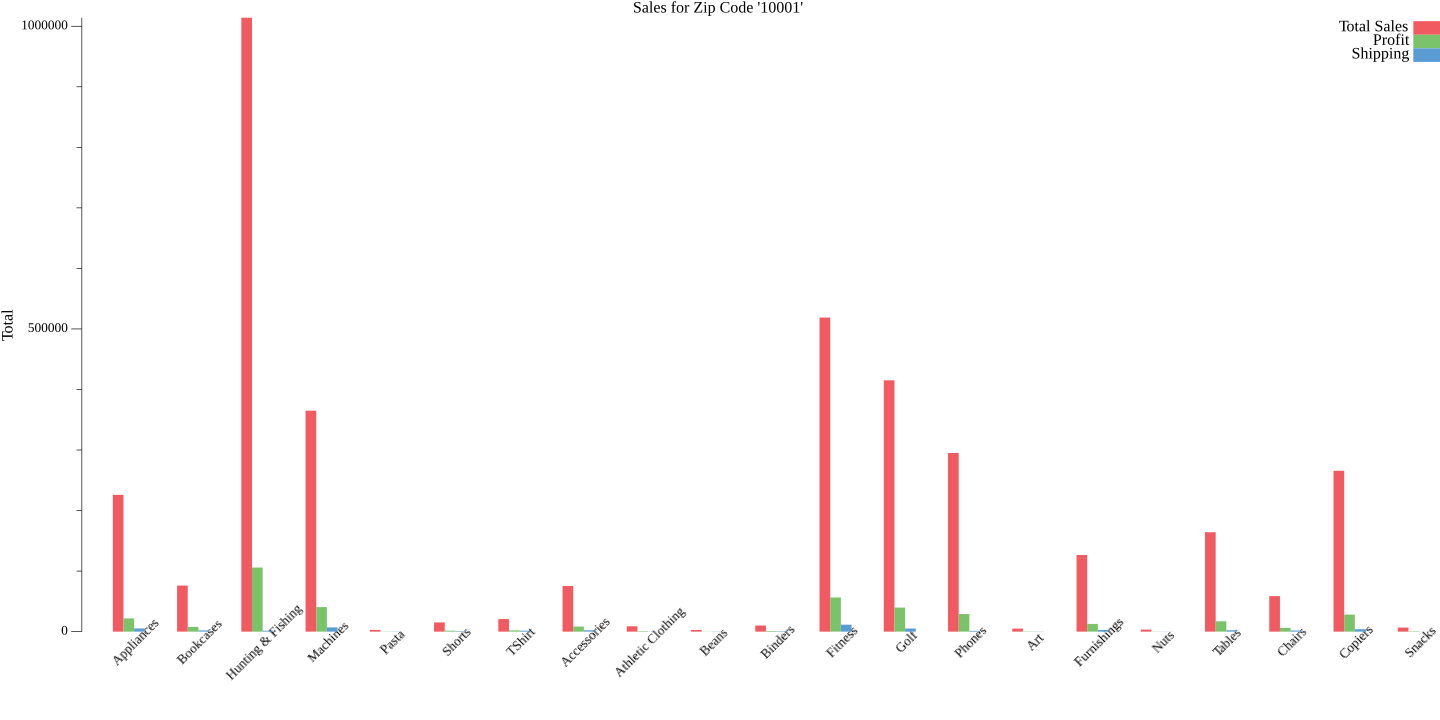 Sales for Zip Code '10001'
1000000
500000
0
Total
Total Sales
Profit
Shipping
Appliances
Bookcases
Hunting & Fishing
Machines
Pasta
Shorts
TShirt
Accessories
Athletic Clothing
Beans
Binders
Fitness
Golf
Phones
Art
Furnishings
Nuts
Tables
Chairs
Copiers
Snacks